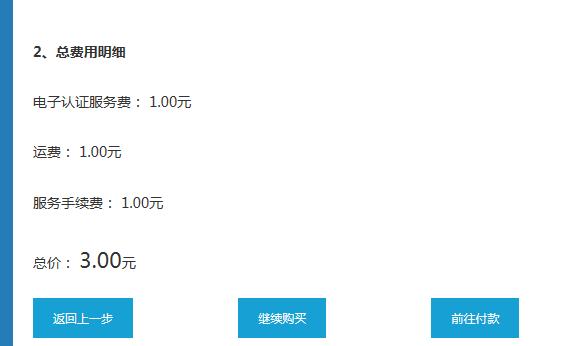 2、总费用明细
电子认证服务费： 1.00元
运费： 1.00元
服务手续费： 1.00元
总价： 3.00元
返回上一步 继续购买 前往付款